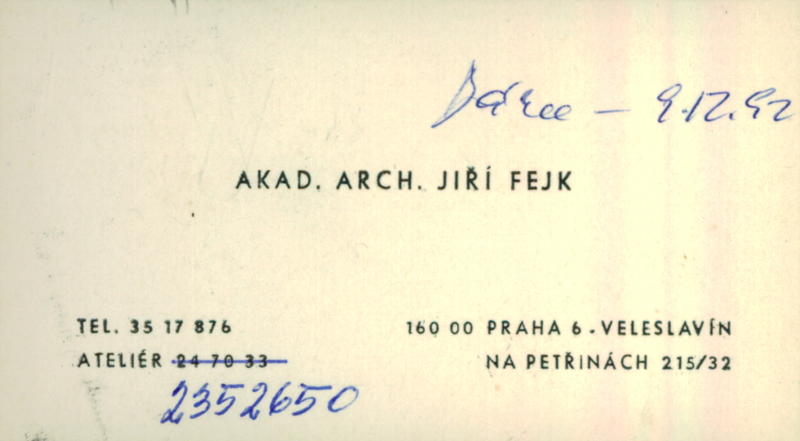 — 9.12.92
AKAD. ARCH. JIŘÍ FEJK
TEL. 35 17 876
ATELIÉR 24 70 33
2352650
160 00 PRAHA 6 - VELESLAVÍN
NA PETŘINÁCH 215/32